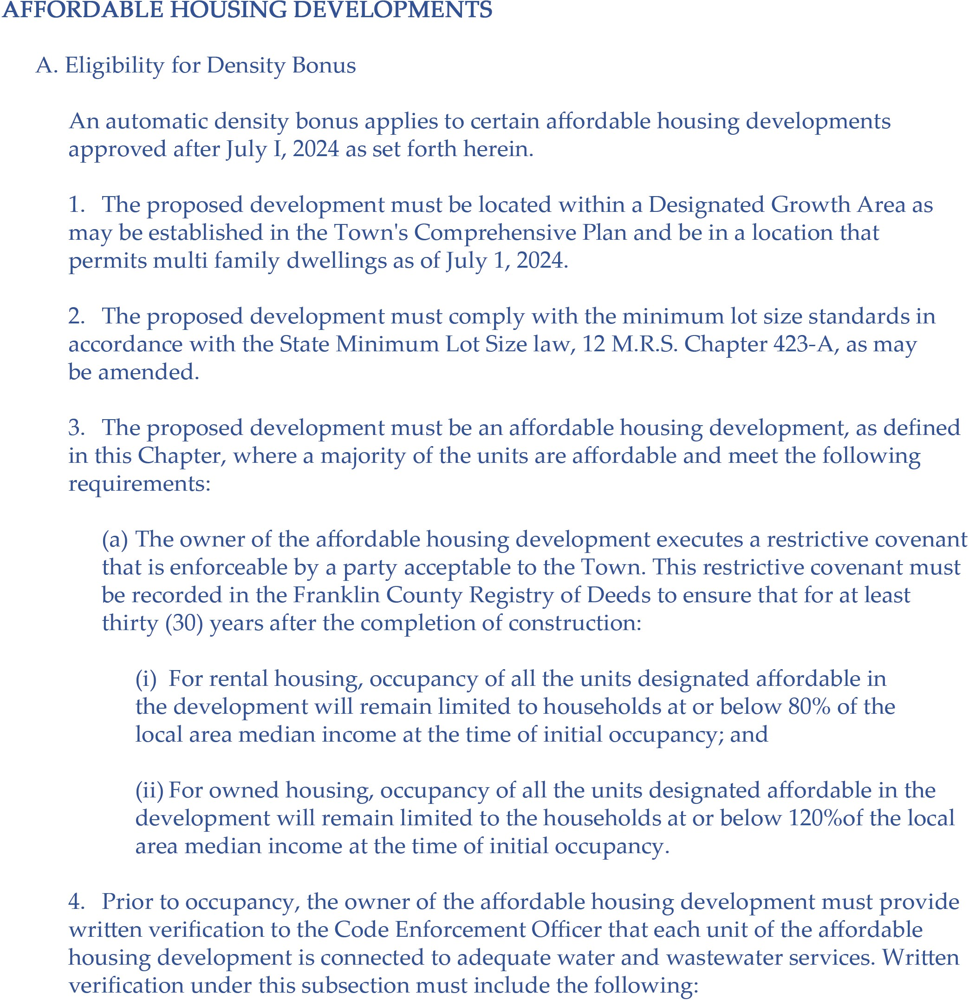 AFFORDABLE HOUSING DEVELOPMENTS
A. Eligibility for Density Bonus
An automatic density bonus applies to certain affordable housing developments
approved after July I, 2024 as set forth herein.
1. The proposed development must be located within a Designated Growth Area as
may be established in the Town's Comprehensive Plan and be in a location that
permits multi family dwellings as of July 1, 2024.
2. The proposed development must comply with the minimum lot size standards in
accordance with the State Minimum Lot Size law, 12 M.R.S. Chapter 423-A, as may
be amended.
3. The proposed development must be an affordable housing development, as defined
in this Chapter, where a majority of the units are affordable and meet the following
requirements:
(a) The owner of the affordable housing development executes a restrictive covenant
that is enforceable by a party acceptable to the Town. This restrictive covenant must
be recorded in the Franklin County Registry of Deeds to ensure that for at least
thirty (30) years after the completion of construction:
(i) For rental housing, occupancy of all the units designated affordable in
the development will remain limited to households at or below 80% of the
local area median income at the time of initial occupancy; and
(ii) For owned housing, occupancy of all the units designated affordable in the
development will remain limited to the households at or below 120%of the local
area median income at the time of initial occupancy.
4. Prior to occupancy, the owner of the affordable housing development must provide
written verification to the Code Enforcement Officer that each unit of the affordable
housing development is connected to adequate water and wastewater services. Written
verification under this subsection must include the following: